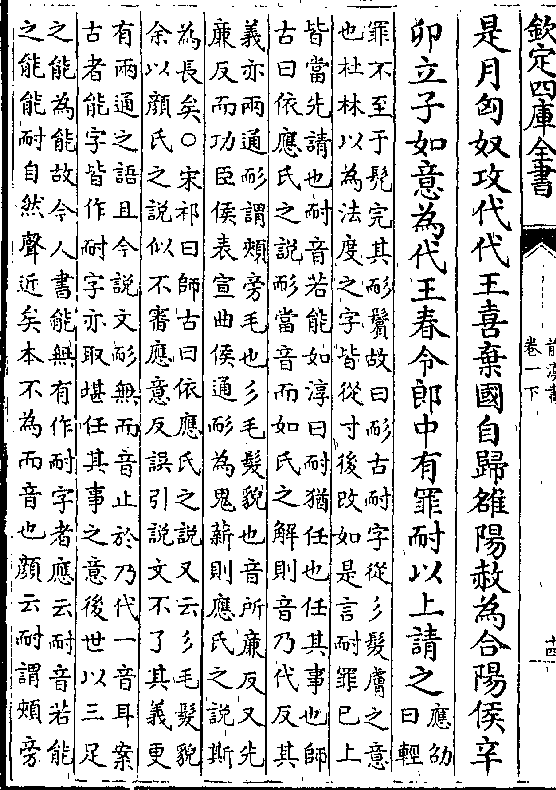 欽定四庫全書
前漢書
卷一下
十四
是月匈奴攻代代王喜棄國自歸雒陽赦為合陽侯辛
卯立子如意為代王春令郎中有罪耐以上請之
應劭
曰輕
罪不至于髡完其耏鬢故曰耏古耐字從彡髮膚之意
也杜林以為法度之字皆從寸後改如是言耐罪巳上
皆當先請也耐音若能如淳曰耐猶任也任其事也師
古曰依應氏之說耏當音而如氏之解則音乃代反其
義亦兩通耏謂頰旁毛也彡毛髮貌也音所廉反又先
廉反而功臣侯表宣曲侯通耏為鬼薪則應氏之說斯
為長矣○宋祁曰師古曰依應氏之說又云彡毛髮貌
余以顏氏之說似不審應意反誤引說文不了其義更
有兩通之語且今說文耏無而音止於乃代一音耳案
古者能字皆作耐字亦取堪任其事之意後世以三足
之能為能故今人書能無有作耐字者應云耐音若能
之能能耐自然聲近矣本不為而音也顏云耐謂頰旁